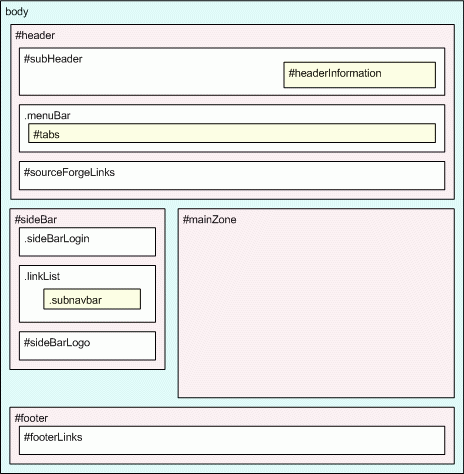 body
#header
#subHeader
#headerInformation
.menuBar
#tabs
#sourceForgeLinks
#sideBar
.sideBarLogin
.linkList
.subnavbar
#sideBarLogo
#mainZone
#footer
#footerLinks